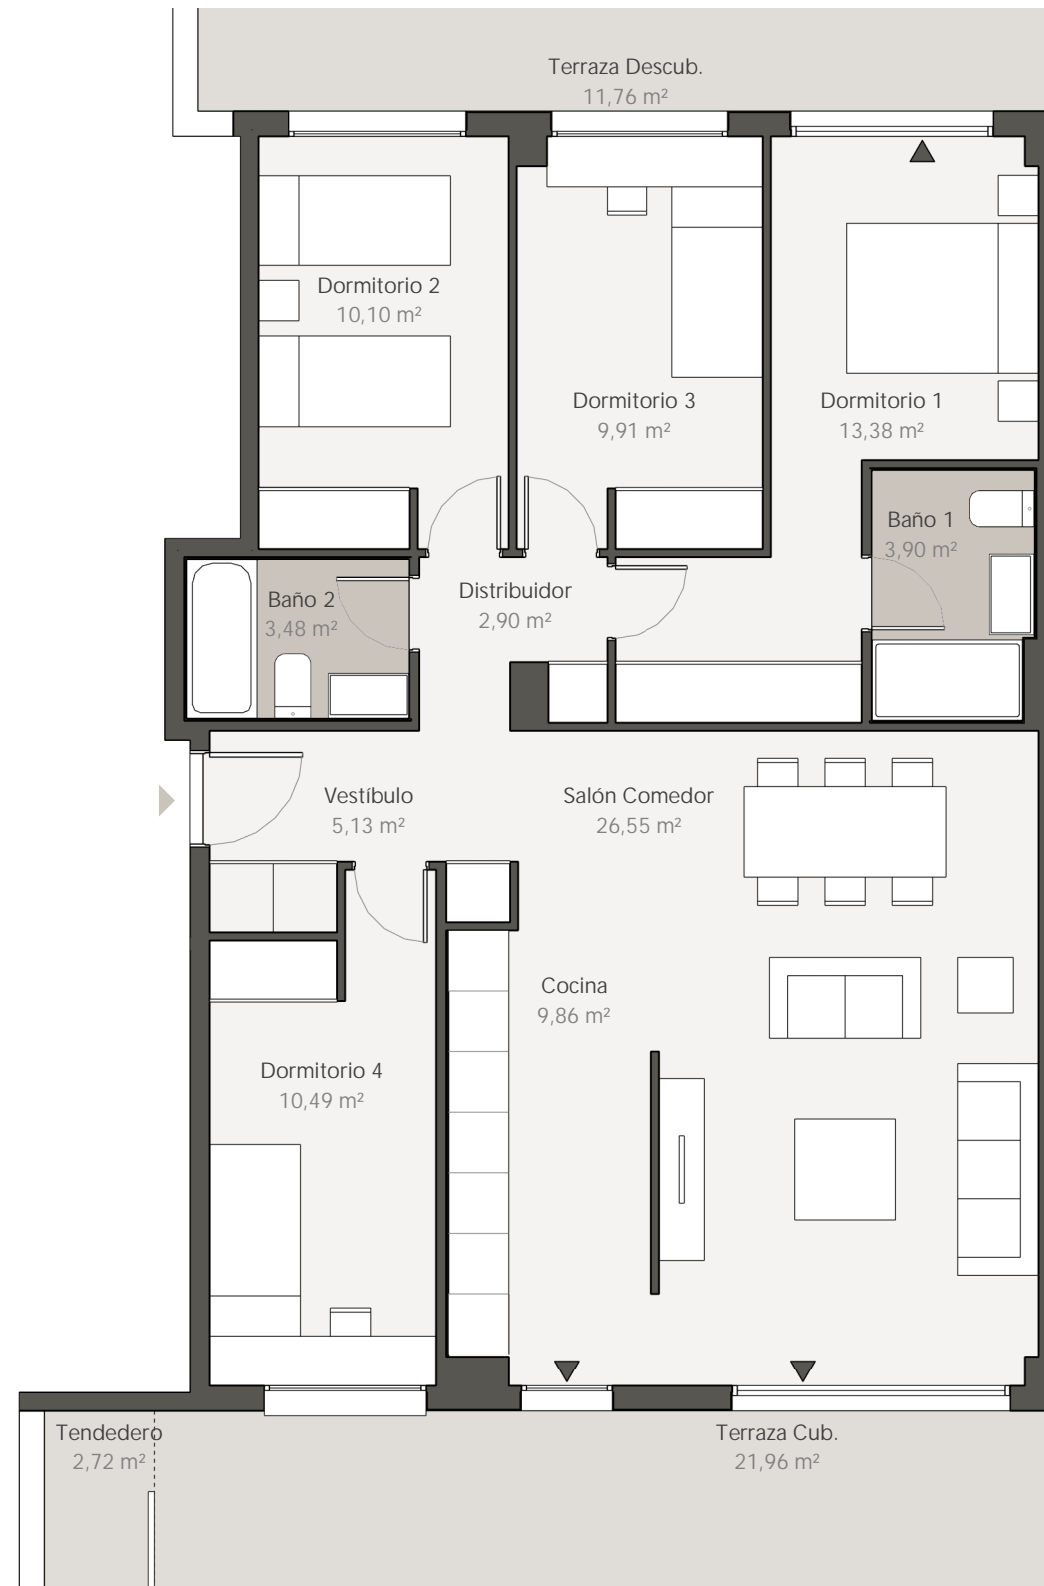 Terraza Descub.
11,76 m²
Dormitorio 2
10,10 m²
Dormitorio 3
9,91 m²
Dormitorio 1
13,38 m²
Baño 1
3,90 m²
Baño 2
3,48 m²
Distribuidor
2,90 m²
Vestíbulo
5,13 m²
Salón Comedor
26,55 m²
Cocina
9,86 m²
Dormitorio 4
10,49 m²
Tendedero
2,72 m²
Terraza Cub.
21,96 m²